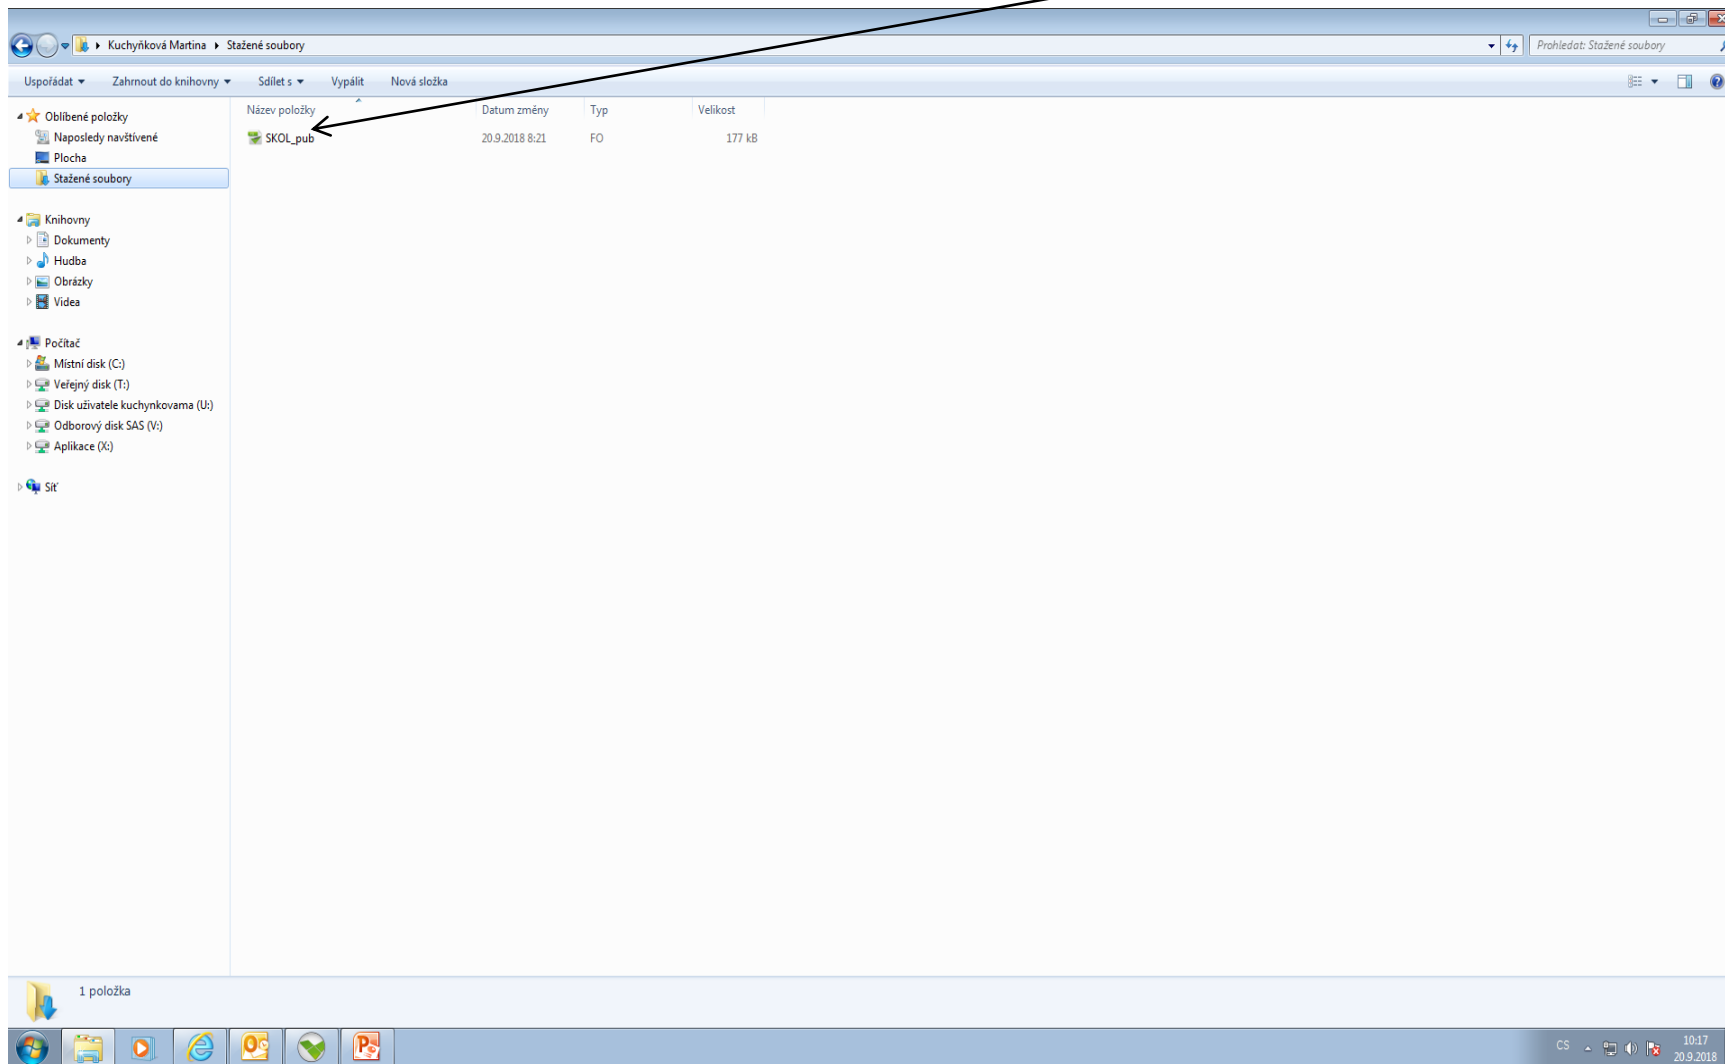 Kuchyňková Martina ▸ Stažené soubory
Prohledat: Stažené soubory
Uspořádat Zahrnout do knihovny Sdílet s Vypálit Nová složka
Název položky Datum změny Typ Velikost
SKOL_pub 20.9.2018 8:21 FO 177 kB
Oblíbené položky
Naposledy navštívené
Plocha
Stažené soubory
Knihovny
Dokumenty
Hudba
Obrázky
Videa
Počítač
Místní disk (C:)
Veřejný disk (T:)
Disk uživatele kuchynkovama (U:)
Odborový disk SAS (V:)
Aplikace (X:)
Síť
1 položka
CS
10:17
20.9.2018